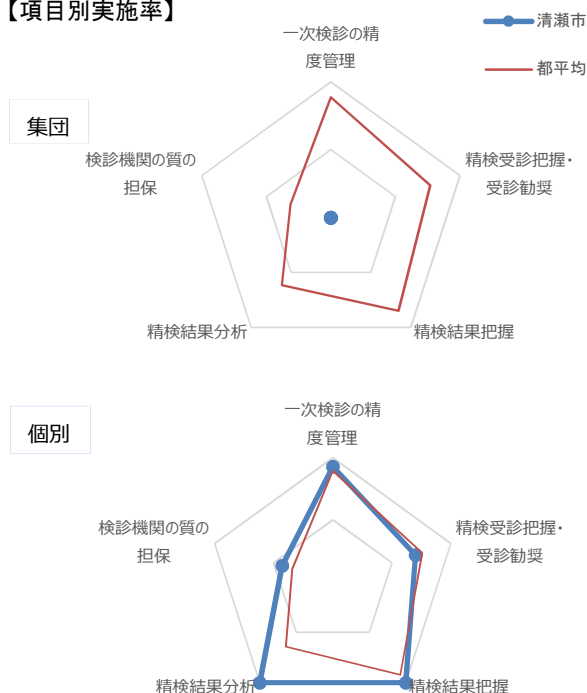 【項目別実施率】
清瀬市
都平均
集団
一次検診の精
度管理
精検受診把握・
受診勧奨
精検結果把握
精検結果分析
検診機関の質の
担保
個別
一次検診の精
度管理
精検受診把握・
受診勧奨
精検結果把握
精検結果分析
検診機関の質の
担保